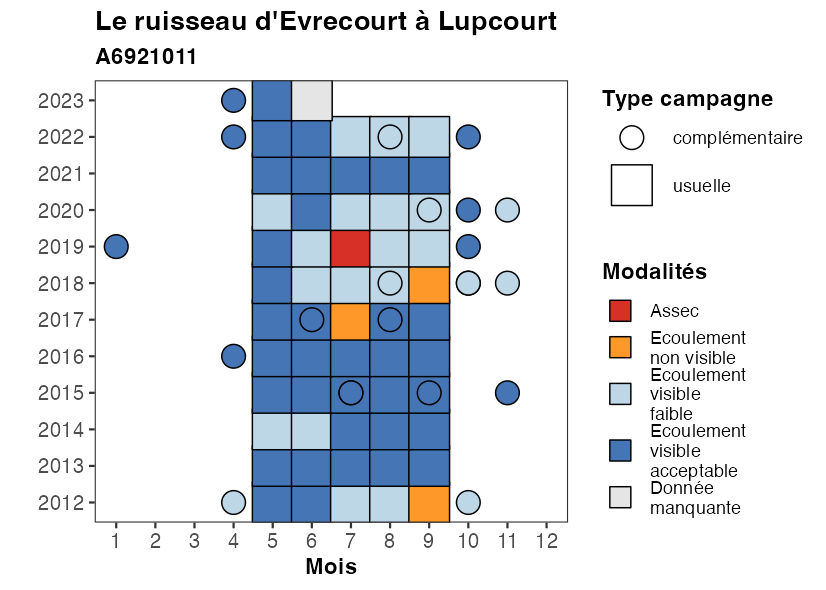 Le ruisseau d'Evrecourt à Lupcourt
A6921011
2023
2022
2021
2020
2019
2018
2017
2016
2015
2014
2013
2012
1 2 3 4 5 6 7 8 9 10 11 12
Mois
Type campagne
complémentaire
usuelle
Modalités
Assec
Ecoulement
non visible
Ecoulement
visible
faible
Ecoulement
visible
acceptable
Donnée
manquante